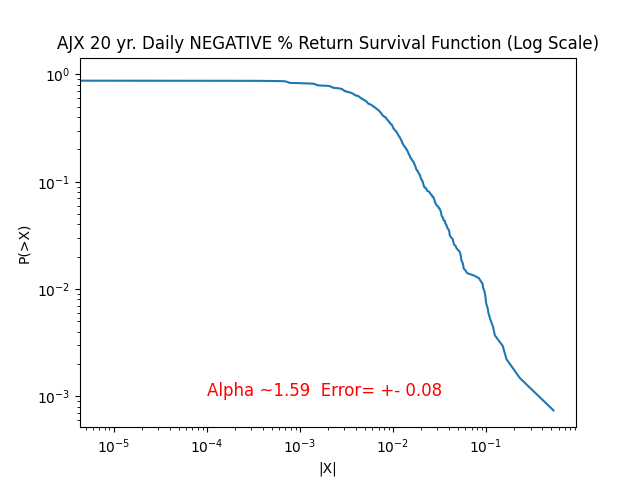 AJX 20 yr. Daily NEGATIVE % Return Survival Function (Log Scale)
10⁰
10⁻¹
10⁻²
10⁻³
P(>X)
Alpha ~1.59  Error= +- 0.08
10⁻⁵ 10⁻⁴ 10⁻³ 10⁻² 10⁻¹
|X|